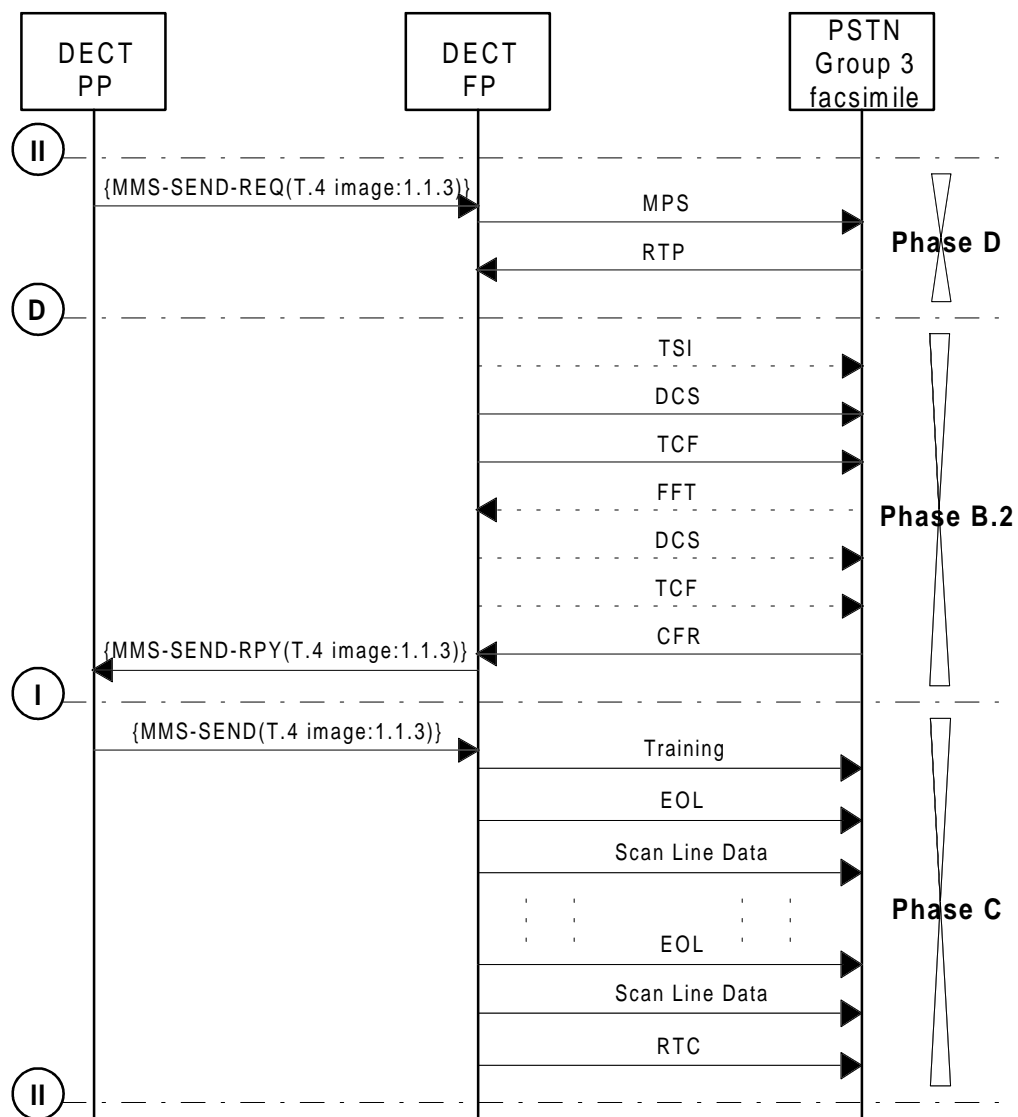 DECT
PP
DECT
FP
PSTN
Group 3
facsimile
II
{MMS-SEND-REQ(T.4 image:1.1.3)}
MPS
Phase D
RTP
D
TSI
DCS
TCF
FFT
Phase B.2
DCS
TCF
CFR
{MMS-SEND-RPY(T.4 image:1.1.3)}
I
{MMS-SEND(T.4 image:1.1.3)}
Training
EOL
Scan Line Data
Phase C
EOL
Scan Line Data
RTC
II